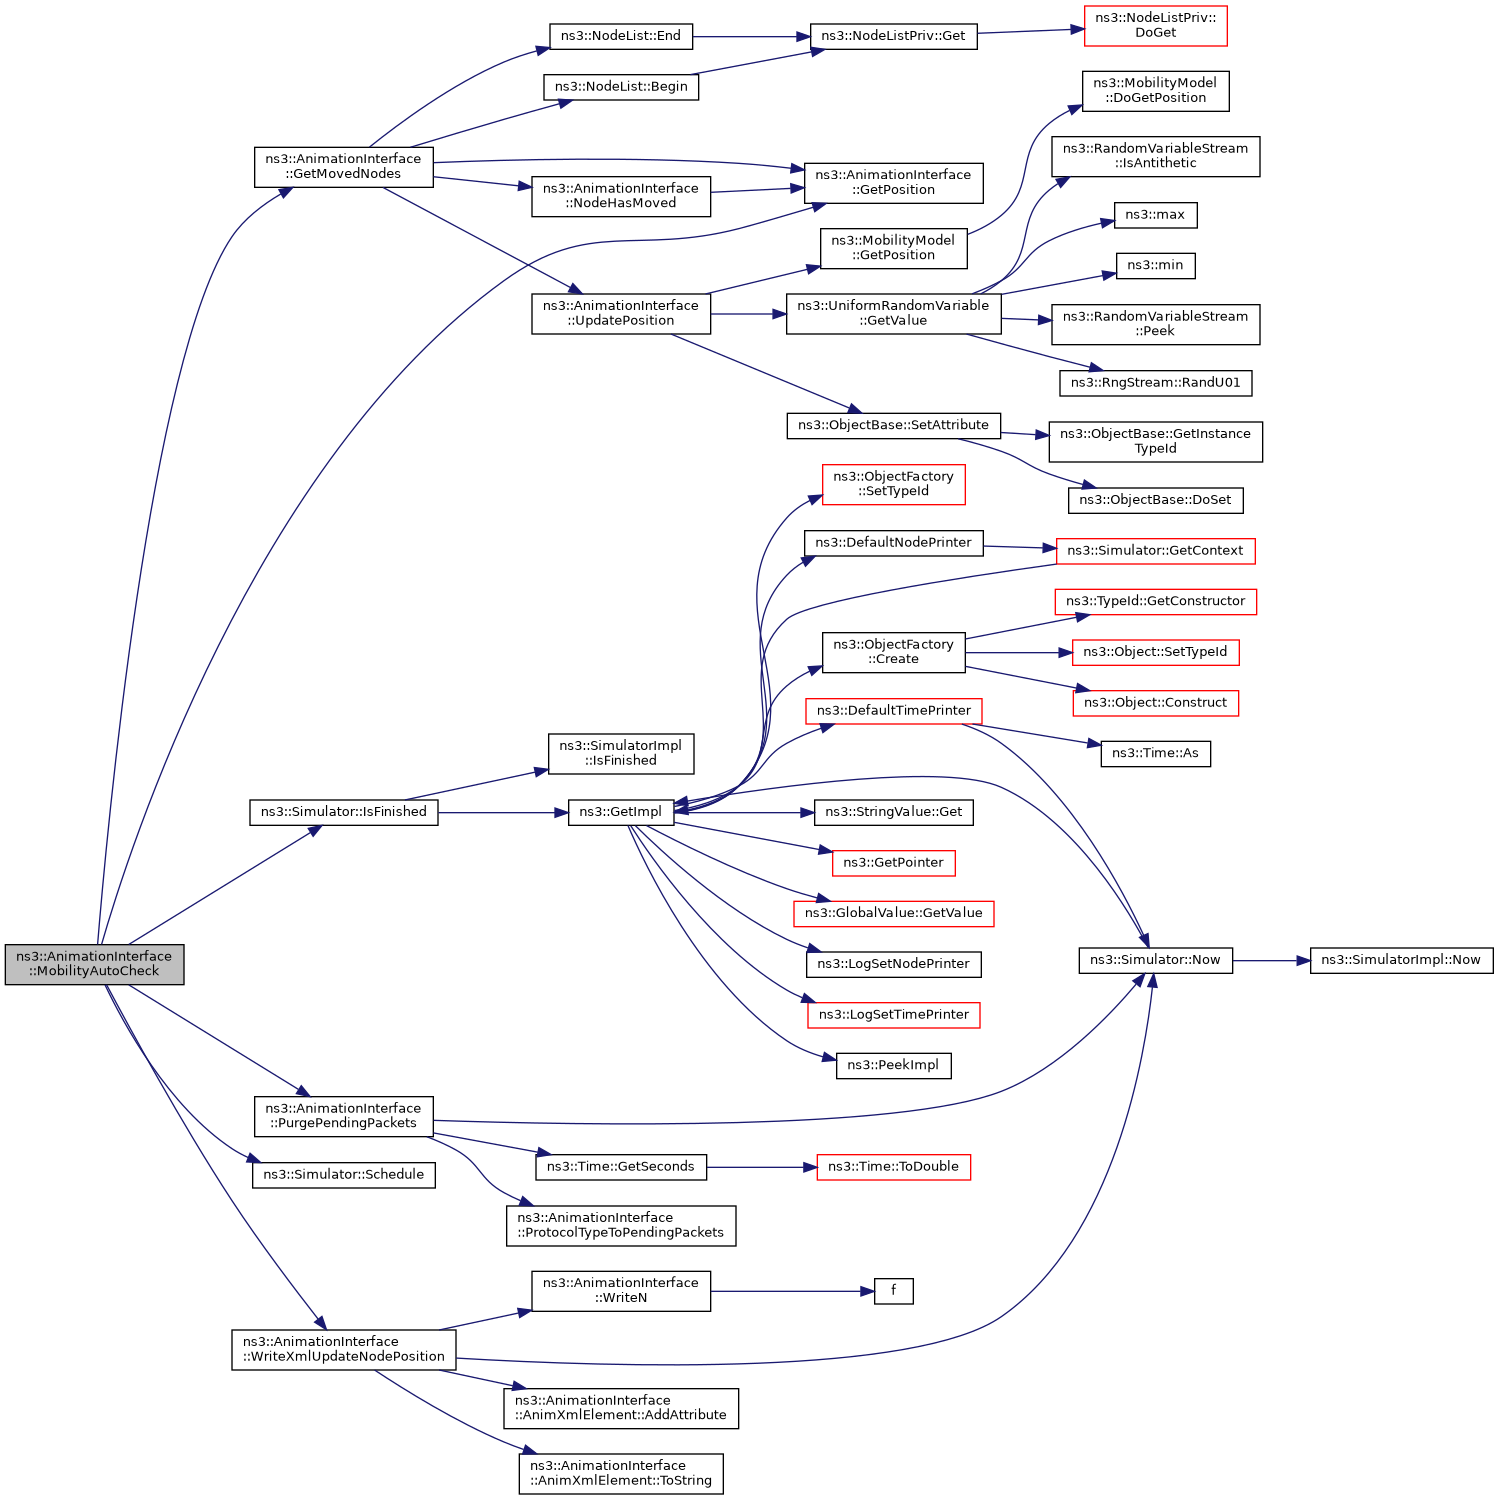 ns3::NodeList::End
ns3::NodeListPriv::Get
ns3::NodeListPriv::
DoGet
ns3::NodeList::Begin
ns3::MobilityModel
::DoGetPosition
ns3::AnimationInterface
::GetMovedNodes
ns3::AnimationInterface
::NodeHasMoved
ns3::AnimationInterface
::GetPosition
ns3::RandomVariableStream
::IsAntithetic
ns3::max
ns3::MobilityModel
::GetPosition
ns3::min
ns3::AnimationInterface
::UpdatePosition
ns3::UniformRandomVariable
::GetValue
ns3::RandomVariableStream
::Peek
ns3::RngStream::RandU01
ns3::ObjectBase::SetAttribute
ns3::ObjectBase::GetInstance
TypeId
ns3::ObjectBase::DoSet
ns3::ObjectFactory
::SetTypeId
ns3::DefaultNodePrinter
ns3::Simulator::GetContext
ns3::TypeId::GetConstructor
ns3::ObjectFactory
::Create
ns3::Object::SetTypeId
ns3::Object::Construct
ns3::DefaultTimePrinter
ns3::Time::As
ns3::SimulatorImpl
::IsFinished
ns3::Simulator::IsFinished
ns3::GetImpl
ns3::StringValue::Get
ns3::GetPointer
ns3::GlobalValue::GetValue
ns3::AnimationInterface
::MobilityAutoCheck
ns3::LogSetNodePrinter
ns3::Simulator::Now
ns3::SimulatorImpl::Now
ns3::LogSetTimePrinter
ns3::PeekImpl
ns3::AnimationInterface
::PurgePendingPackets
ns3::Simulator::Schedule
ns3::Time::GetSeconds
ns3::Time::ToDouble
ns3::AnimationInterface
::ProtocolTypeToPendingPackets
ns3::AnimationInterface
::WriteN
f
ns3::AnimationInterface
::WriteXmlUpdateNodePosition
ns3::AnimationInterface
::AnimXmlElement::AddAttribute
ns3::AnimationInterface
::AnimXmlElement::ToString